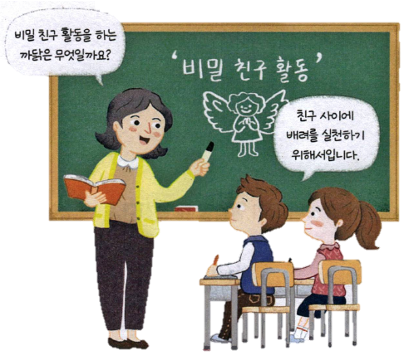 비밀 친구 활동을 하는
까닭은 무엇일까요?
‘비밀 친구 활동’
친구 사이에
배려를 실천하기
위해서입니다.